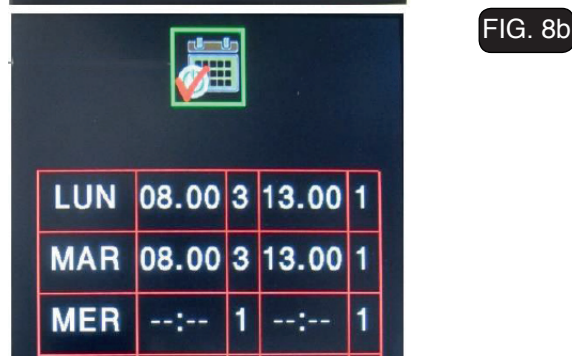 FIG. 8b
LUN 08.00 3 13.00 1
MAR 08.00 3 13.00 1
MER --:-- 1 --:-- 1